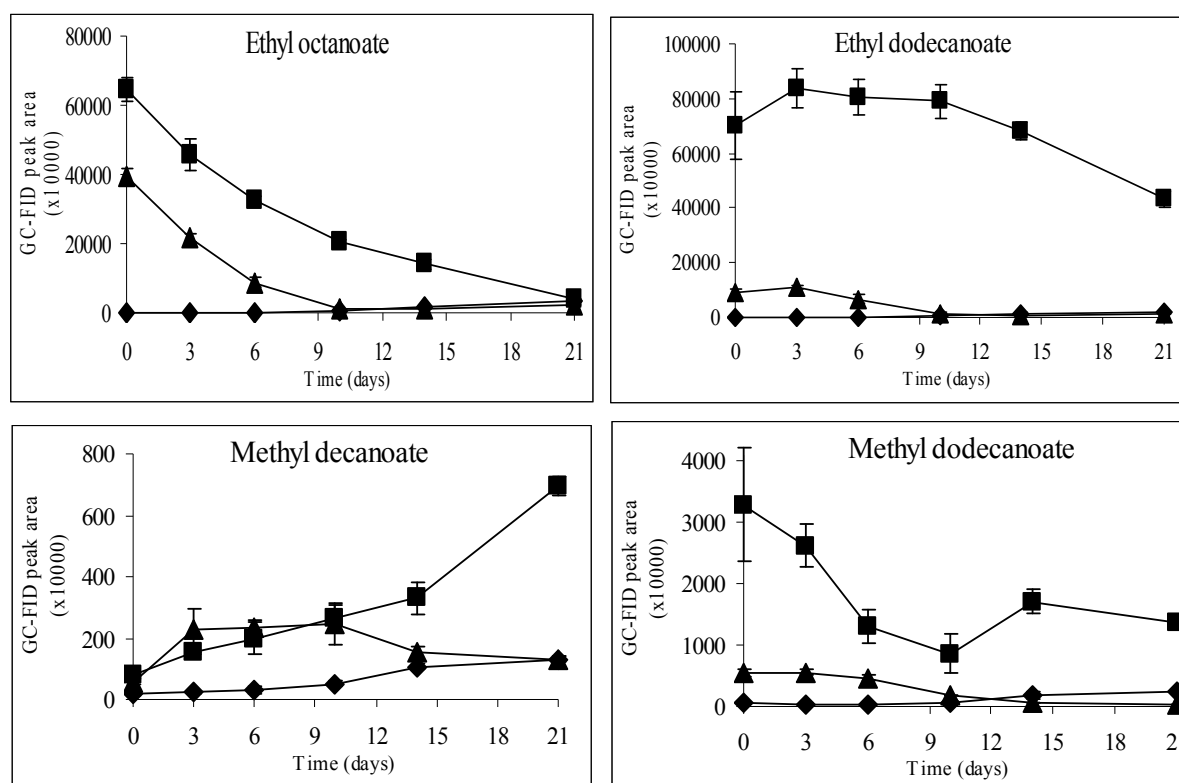 Ethyl octanoate
GC-FID peak area
(x10000)
80000
60000
40000
20000
0
0 3 6 9 12 15 18 21
Time (days)
Ethyl dodecanoate
GC-FID peak area
(x10000)
100000
80000
60000
40000
20000
0
0 3 6 9 12 15 18 21
Time (days)
Methyl decanoate
GC-FID peak area
(x10000)
800
600
400
200
0
0 3 6 9 12 15 18 21
Time (days)
Methyl dodecanoate
GC-FID peak area
(x10000)
4000
3000
2000
1000
0
0 3 6 9 12 15 18 21
Time (days)